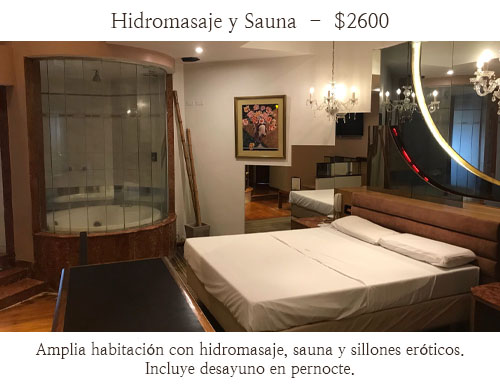 Hidromasaje y Sauna - $2600
Amplia habitación con hidromasaje, sauna y sillones eróticos.
Incluye desayuno en pernocte.